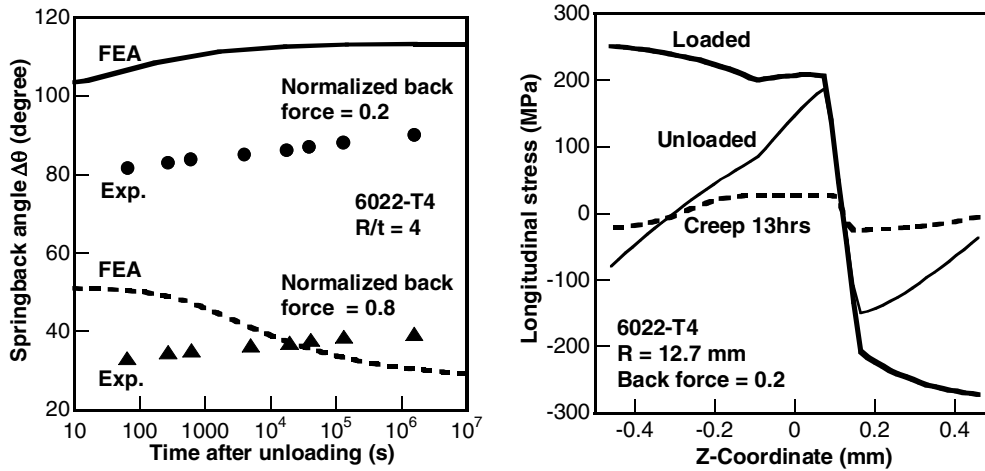 120
100
80
60
40
20
10
100
1000
10⁴
10⁵
10⁶
10⁷
Springback angle Δθ (degree)
Time after unloading (s)
FEA
Normalized back
force = 0.2
Exp.
6022-T4
R/t = 4
FEA
Normalized back
force = 0.8
Exp.
300
200
100
0
-100
-200
-300
-0.4
-0.2
0
0.2
0.4
Longitudinal stress (MPa)
Z-Coordinate (mm)
Loaded
Unloaded
Creep 13hrs
6022-T4
R = 12.7 mm
Back force = 0.2